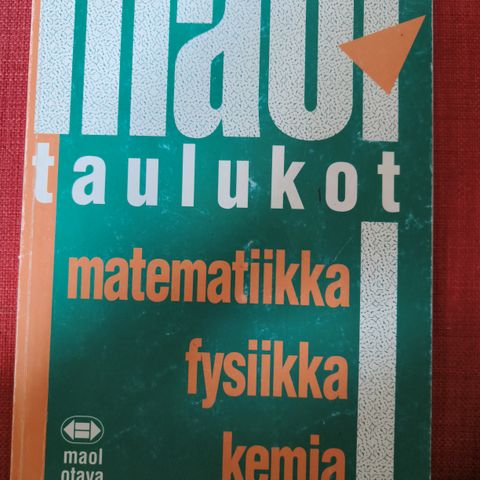 maol
taulukot
matematiikka
fysiikka
kemia
maol
otava